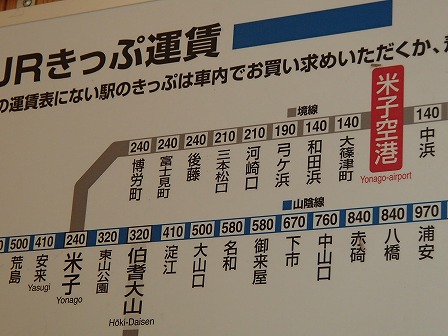 JRきっぷ運賃
の運賃表にない駅のきっぷは車内でお買い求めいただくか、
境線
240 240 240 210 210 190 140 140 140
博労町 富士見町 後藤 三本松口 河崎口 弓ヶ浜 和田浜 大篠津町 米子空港 中浜
Yonago-airport
山陰線
500 410 240 320 320 410 500 580 580 670 760 840 840 970
荒島 安来 米子 東山公園 伯耆大山 淀江 大山口 名和 御来屋 下市 中山口 赤碕 八橋 浦安
Yasugi Yonago Hōki-Daisen